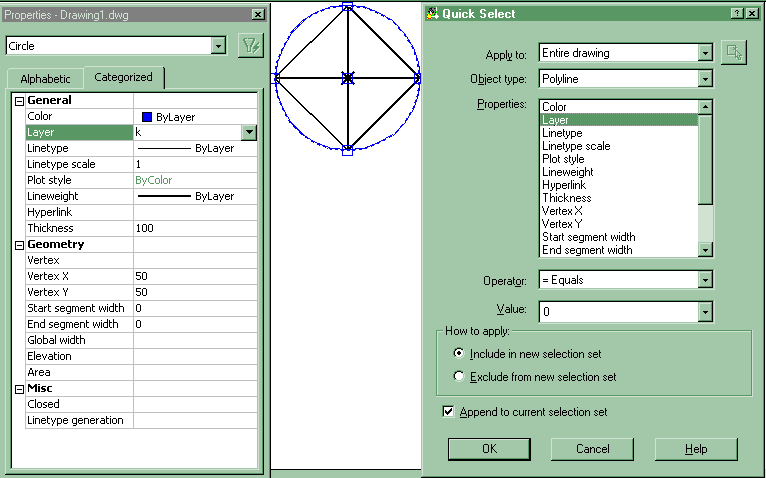 Properties - Drawing1.dwg
Circle
Alphabetic Categorized
General
Color ByLayer
Layer k
Linetype ByLayer
Linetype scale 1
Plot style ByColor
Lineweight ByLayer
Hyperlink
Thickness 100
Geometry
Vertex
Vertex X 50
Vertex Y 50
Start segment width 0
End segment width 0
Global width
Elevation
Area
Misc
Closed
Linetype generation
Quick Select
Apply to: Entire drawing
Object type: Polyline
Properties:
Color
Layer
Linetype
Linetype scale
Plot style
Lineweight
Hyperlink
Thickness
Vertex X
Vertex Y
Start segment width
End segment width
Operator: = Equals
Value: 0
How to apply:
Include in new selection set
Exclude from new selection set
Append to current selection set
OK Cancel Help